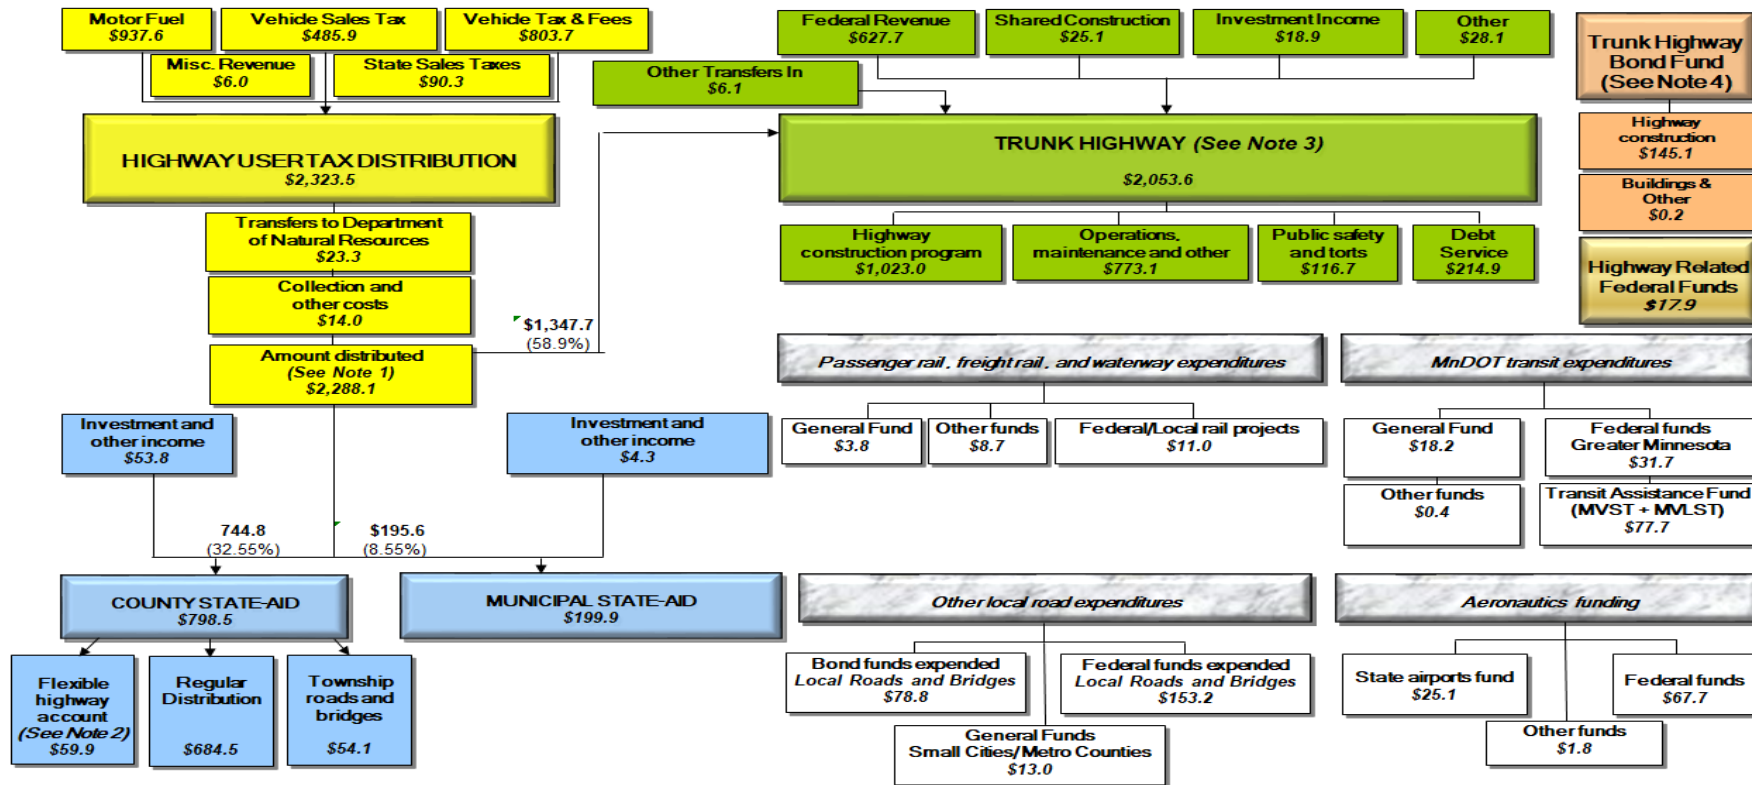 Motor Fuel
$937.6
Vehicle Sales Tax
$485.9
Vehicle Tax & Fees
$803.7
Misc. Revenue
$6.0
State Sales Taxes
$90.3
HIGHWAY USER TAX DISTRIBUTION
$2,323.5
Transfers to Department
of Natural Resources
$23.3
Collection and
other costs
$14.0
Amount distributed
(See Note 1)
$2,288.1
$1,347.7
(58.9%)
Investment and
other income
$53.8
Investment and
other income
$4.3
744.8
(32.55%)
$195.6
(8.55%)
COUNTY STATE-AID
$798.5
MUNICIPAL STATE-AID
$199.9
Flexible
highway
account
(See Note 2)
$59.9
Regular
Distribution
$684.5
Township
roads and
bridges
$54.1
Federal Revenue
$627.7
Shared Construction
$25.1
Investment Income
$18.9
Other
$28.1
Other Transfers In
$6.1
TRUNK HIGHWAY (See Note 3)
$2,053.6
Highway
construction program
$1,023.0
Operations,
maintenance and other
$773.1
Public safety
and torts
$116.7
Debt
Service
$214.9
Trunk Highway
Bond Fund
(See Note 4)
Highway
construction
$145.1
Buildings &
Other
$0.2
Highway Related
Federal Funds
$17.9
Passenger rail, freight rail, and waterway expenditures
General Fund
$3.8
Other funds
$8.7
Federal/Local rail projects
$11.0
MnDOT transit expenditures
General Fund
$18.2
Federal funds
Greater Minnesota
$31.7
Other funds
$0.4
Transit Assistance Fund
(MVST + MVLST)
$77.7
Other local road expenditures
Bond funds expended
Local Roads and Bridges
$78.8
Federal funds expended
Local Roads and Bridges
$153.2
General Funds
Small Cities/Metro Counties
$13.0
Aeronautics funding
State airports fund
$25.1
Federal funds
$67.7
Other funds
$1.8